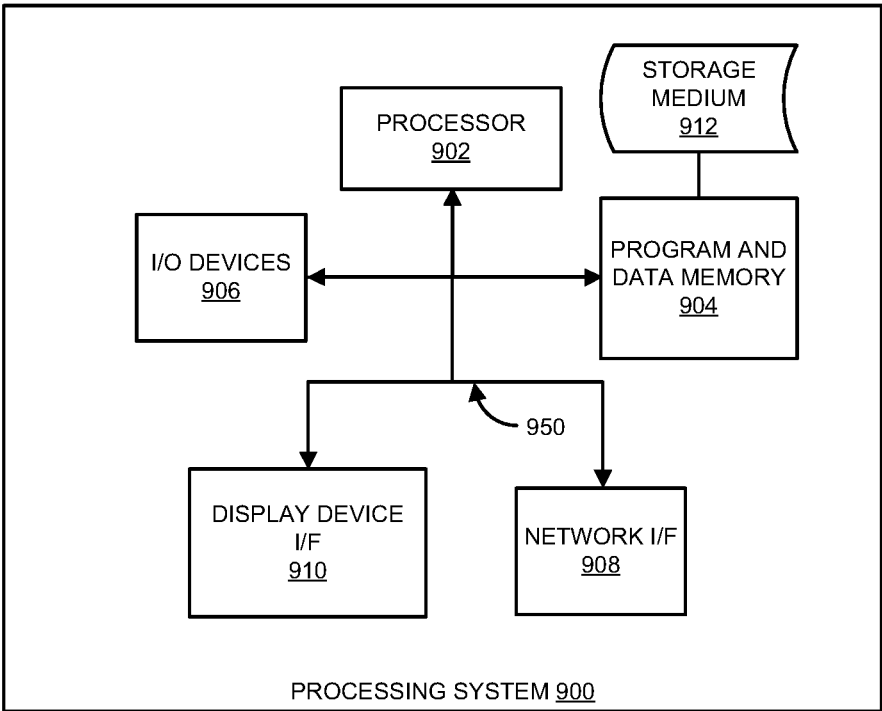 STORAGE
MEDIUM
912
PROCESSOR
902
I/O DEVICES
906
PROGRAM AND
DATA MEMORY
904
950
DISPLAY DEVICE
I/F
910
NETWORK I/F
908
PROCESSING SYSTEM 900